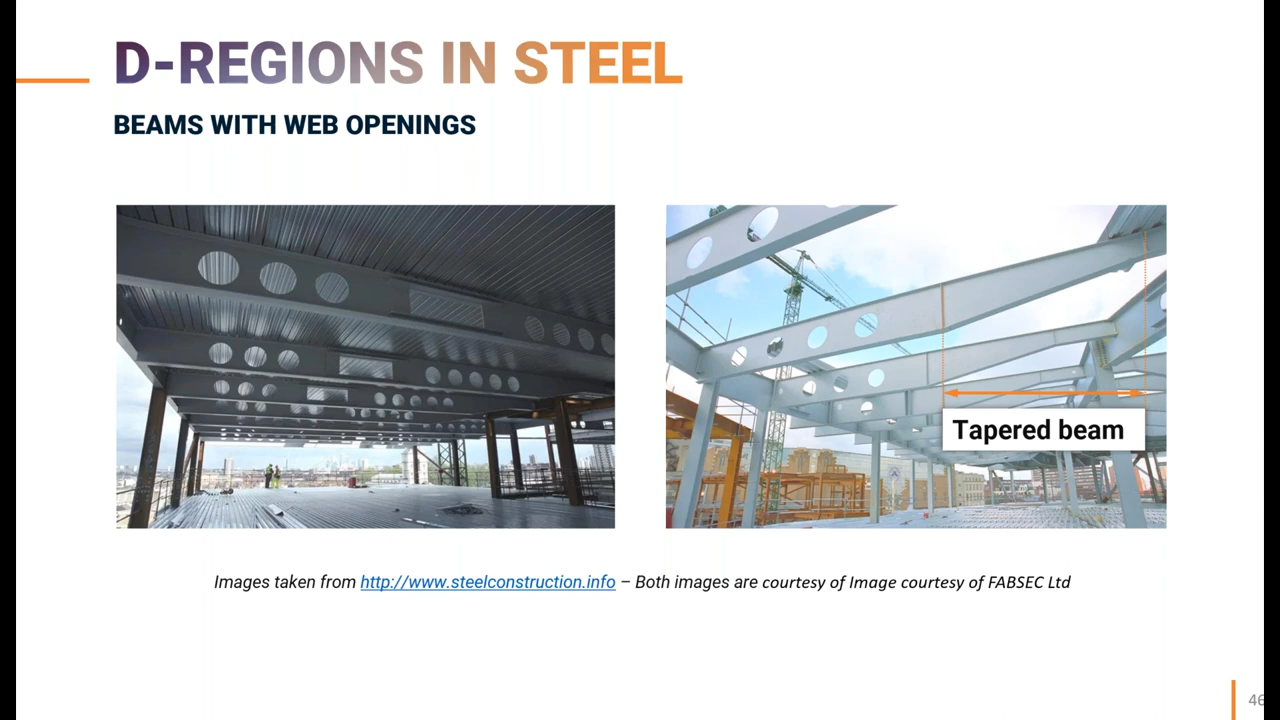 D-REGIONS IN STEEL
BEAMS WITH WEB OPENINGS
Tapered beam
Images taken from http://www.steelconstruction.info – Both images are courtesy of Image courtesy of FABSEC Ltd
46